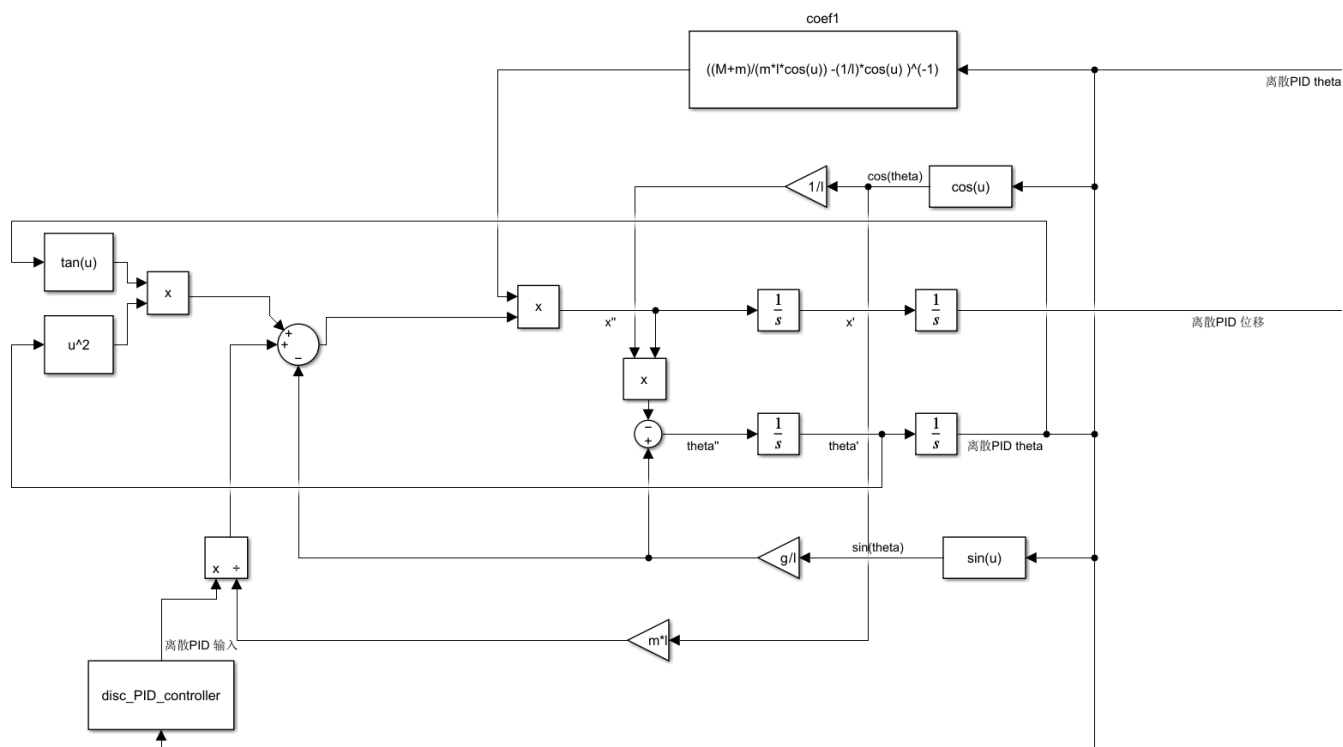 coef1
((M+m)/(m*l*cos(u)) -(1/l)*cos(u) )^(-1)
离散PID theta
cos(theta)
1/l
cos(u)
tan(u)
x
u^2
+
+
−
x
x''
1
s
x'
1
s
离散PID 位移
x
−
+
theta''
1
s
theta'
1
s
离散PID theta
x ÷
g/l
sin(theta)
sin(u)
离散PID 输入
m*l
disc_PID_controller